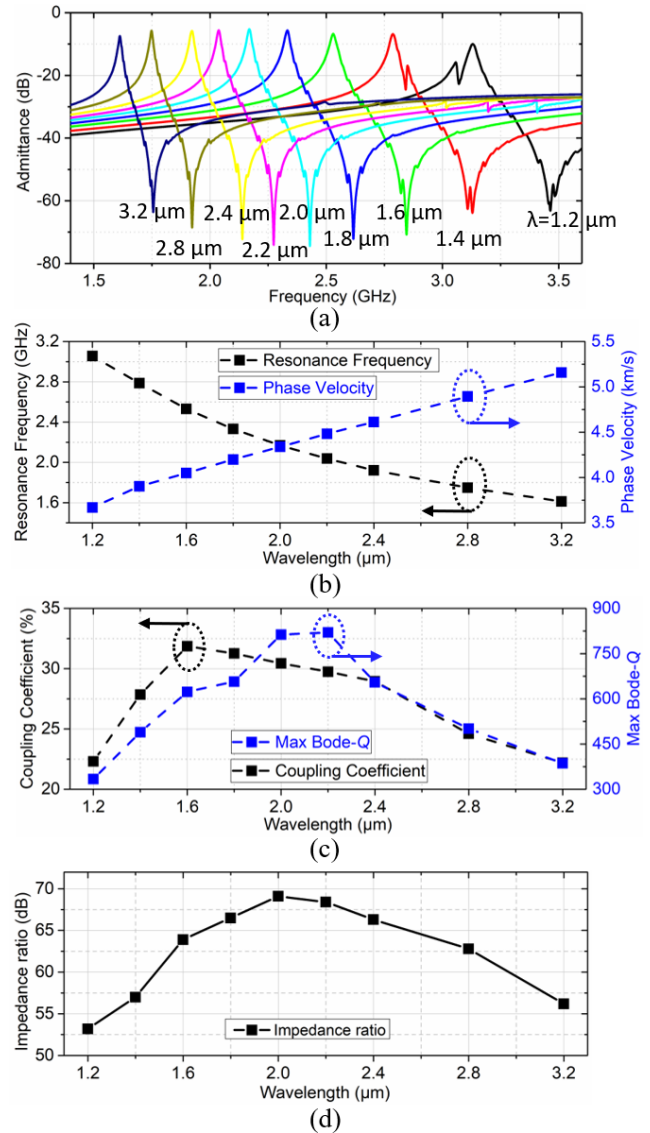 0
-20
-40
-60
-80
Admittance (dB)
3.2 µm
2.8 µm
2.4 µm
2.2 µm
2.0 µm
1.8 µm
1.6 µm
1.4 µm
λ=1.2 µm
1.5 2.0 2.5 3.0 3.5
Frequency (GHz)
(a)
3.2
2.8
2.4
2.0
1.6
Resonance Frequency (GHz)
Resonance Frequency
Phase Velocity
5.5
5.0
4.5
4.0
3.5
Phase Velocity (km/s)
1.2 1.6 2.0 2.4 2.8 3.2
Wavelength (µm)
(b)
35
30
25
20
Coupling Coefficient (%)
Max Bode-Q
Coupling Coefficient
900
750
600
450
300
Max Bode-Q
1.2 1.6 2.0 2.4 2.8 3.2
Wavelength (µm)
(c)
70
65
60
55
50
Impedance ratio (dB)
Impedance ratio
1.2 1.6 2.0 2.4 2.8 3.2
Wavelength (µm)
(d)